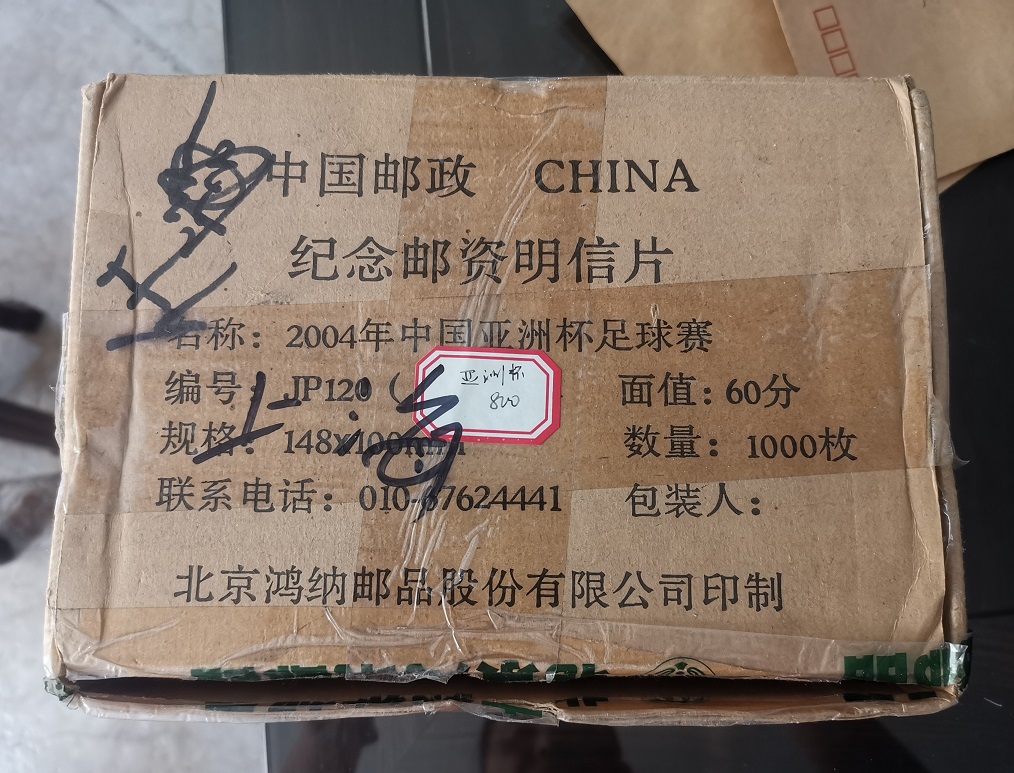 中国邮政 CHINA
纪念邮资明信片
名称：2004年中国亚洲杯足球赛
编号：JP120（
亚洲杯
800
面值：60分
规格：148x100mm
数量：1000枚
上海
联系电话：010-67624441
包装人：
北京鸿纳邮品股份有限公司印制